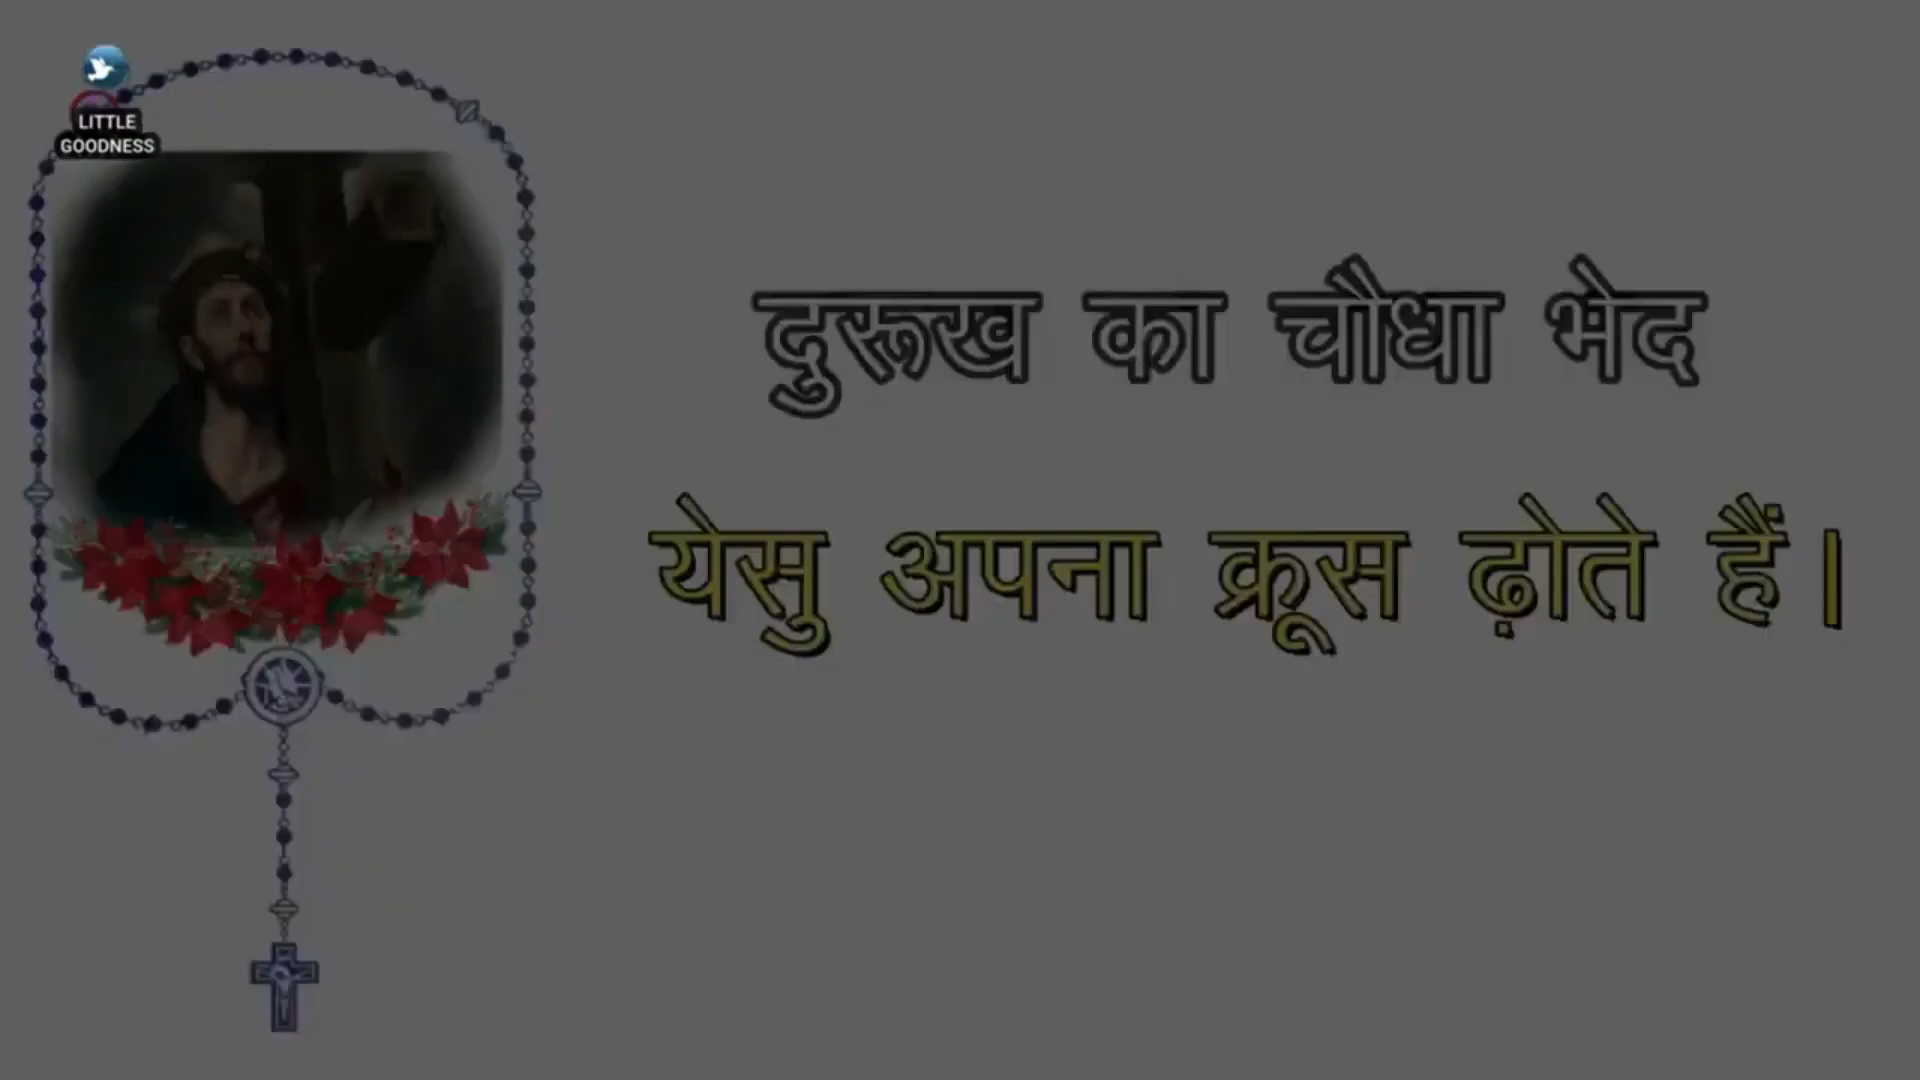 LITTLE
GOODNESS
दुरूख का चौधा भेद
येसु अपना क्रूस ढ़ोते हैं।